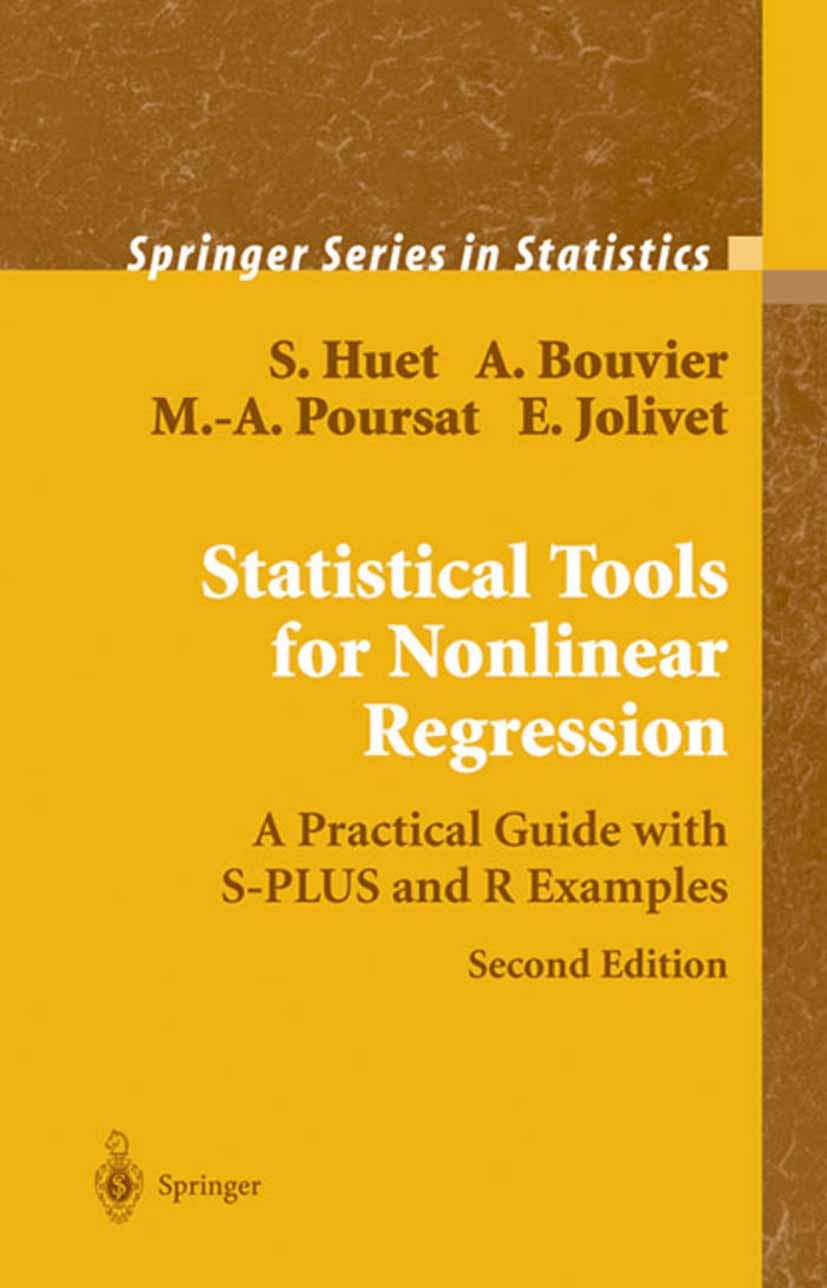 Springer Series in Statistics
S. Huet A. Bouvier
M.-A. Poursat E. Jolivet
Statistical Tools
for Nonlinear
Regression
A Practical Guide with
S-PLUS and R Examples
Second Edition
Springer